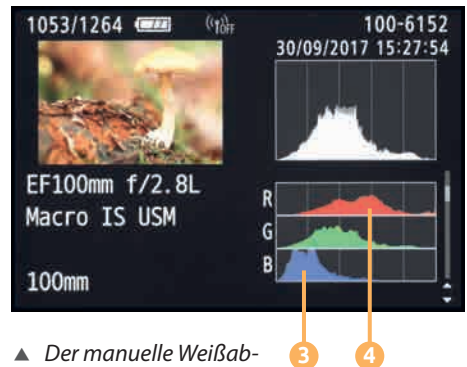 1053/1264 OFF 100-6152
30/09/2017 15:27:54
EF100mm f/2.8L
Macro IS USM
R
G
B
100mm
3 4
▲ Der manuelle Weißab-